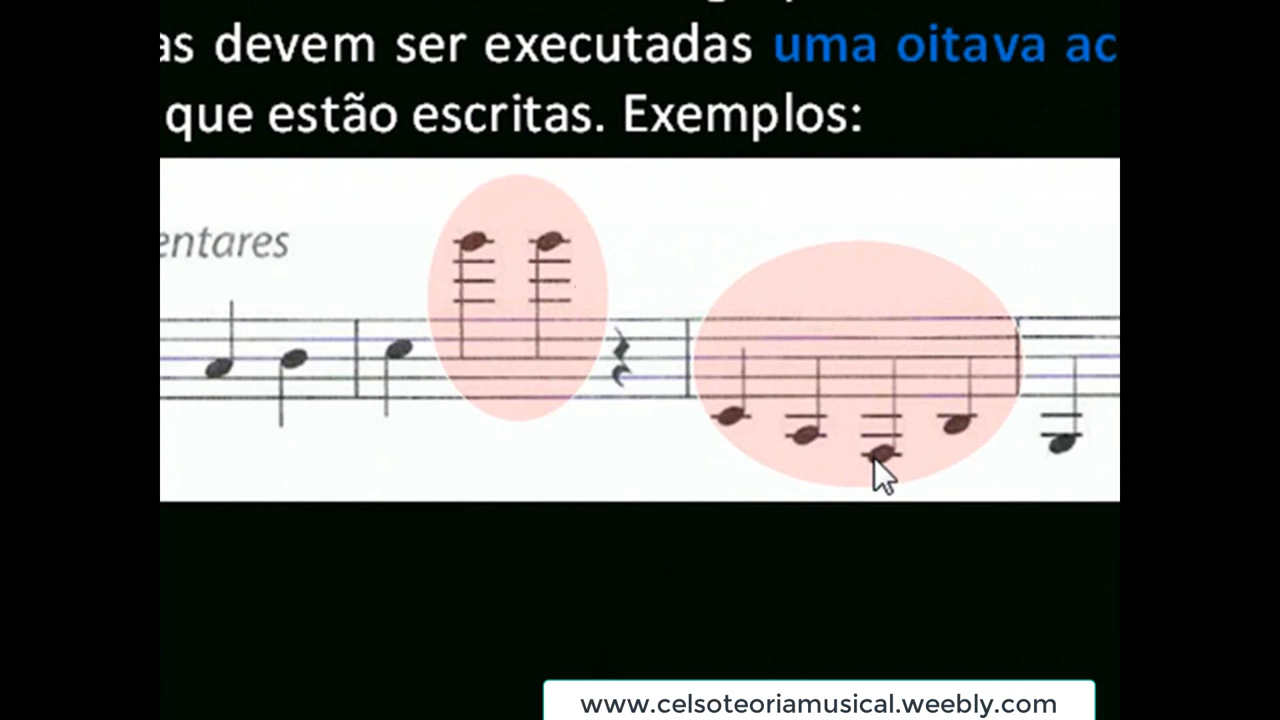 as devem ser executadas uma oitava ac
que estão escritas. Exemplos:
entares
www.celsoteoriamusical.weebly.com